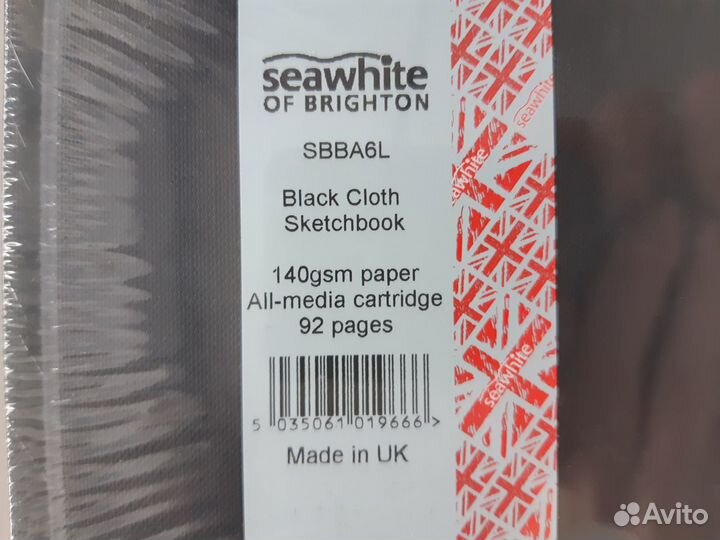 seawhite
OF BRIGHTON
SBBA6L
Black Cloth
Sketchbook
140gsm paper
All-media cartridge
92 pages
5 035061 019666>
Made in UK
seawhite
seawhite
seawhite
Avito